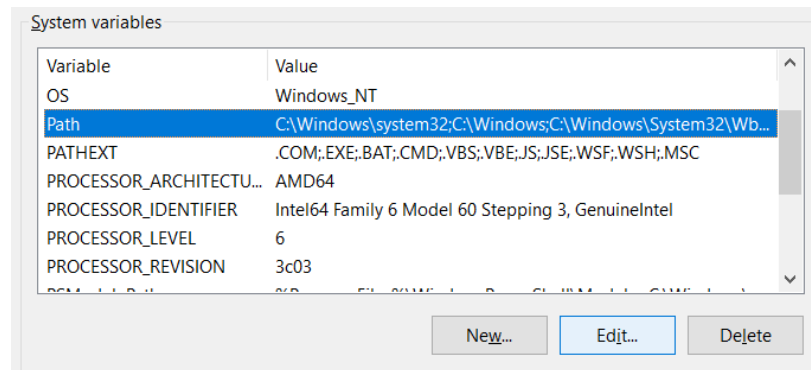 System variables
Variable Value
OS Windows_NT
Path C:\Windows\system32;C:\Windows;C:\Windows\System32\Wb...
PATHEXT .COM;.EXE;.BAT;.CMD;.VBS;.VBE;.JS;.JSE;.WSF;.WSH;.MSC
PROCESSOR_ARCHITECTU... AMD64
PROCESSOR_IDENTIFIER Intel64 Family 6 Model 60 Stepping 3, GenuineIntel
PROCESSOR_LEVEL 6
PROCESSOR_REVISION 3c03
New... Edit... Delete